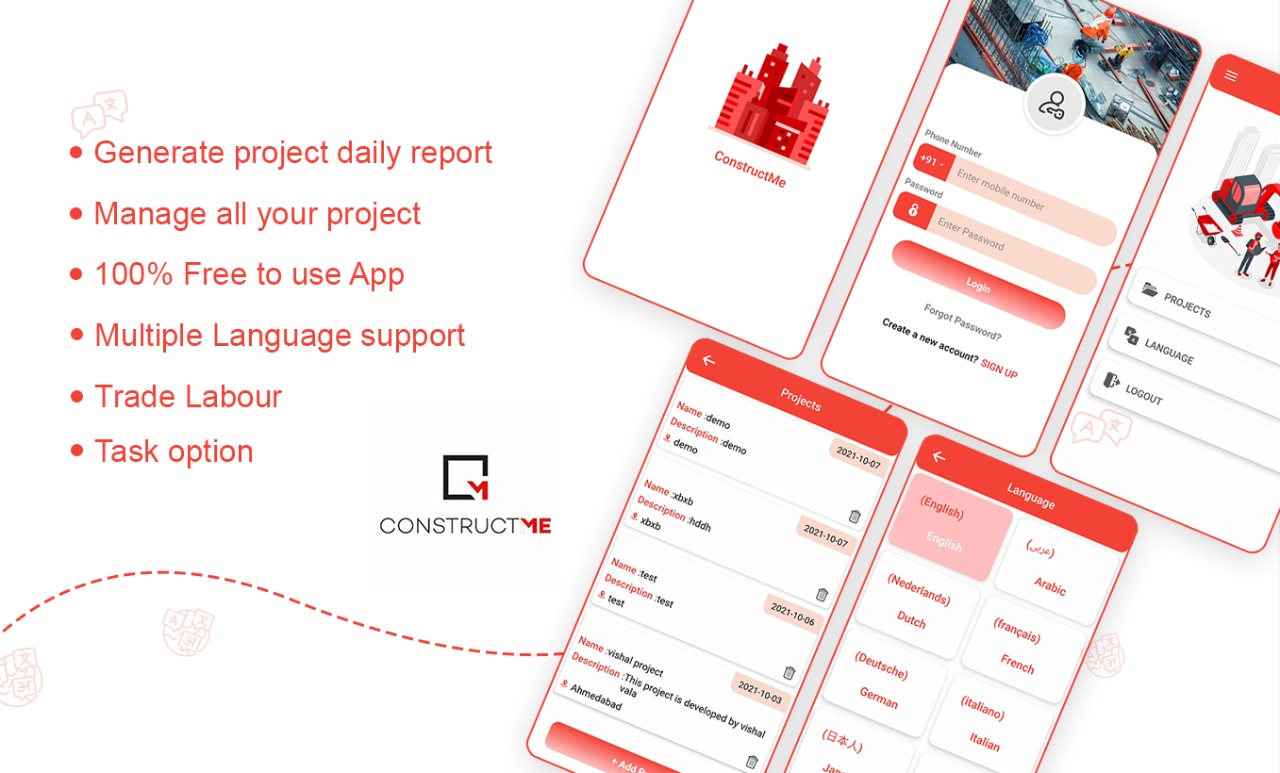 • Generate project daily report
• Manage all your project
• 100% Free to use App
• Multiple Language support
• Trade Labour
• Task option
CONSTRUCTME
ConstructMe
Phone Number
+91
Enter mobile number
Password
Enter Password
Login
Forgot Password?
Create a new account? SIGN UP
PROJECTS
LANGUAGE
LOGOUT
Projects
Name :demo
Description :demo
demo
2021-10-07
Name :xbxb
Description :hddh
xbxb
2021-10-07
Name :test
Description :test
test
2021-10-06
Name :vishal project
Description :This project is developed by vishal
vala
Ahmedabad
2021-10-03
+ Add
Language
(English)
English
(عربى)
Arabic
(Nederlands)
Dutch
(français)
French
(Deutsche)
German
(italiano)
Italian
(日本人)